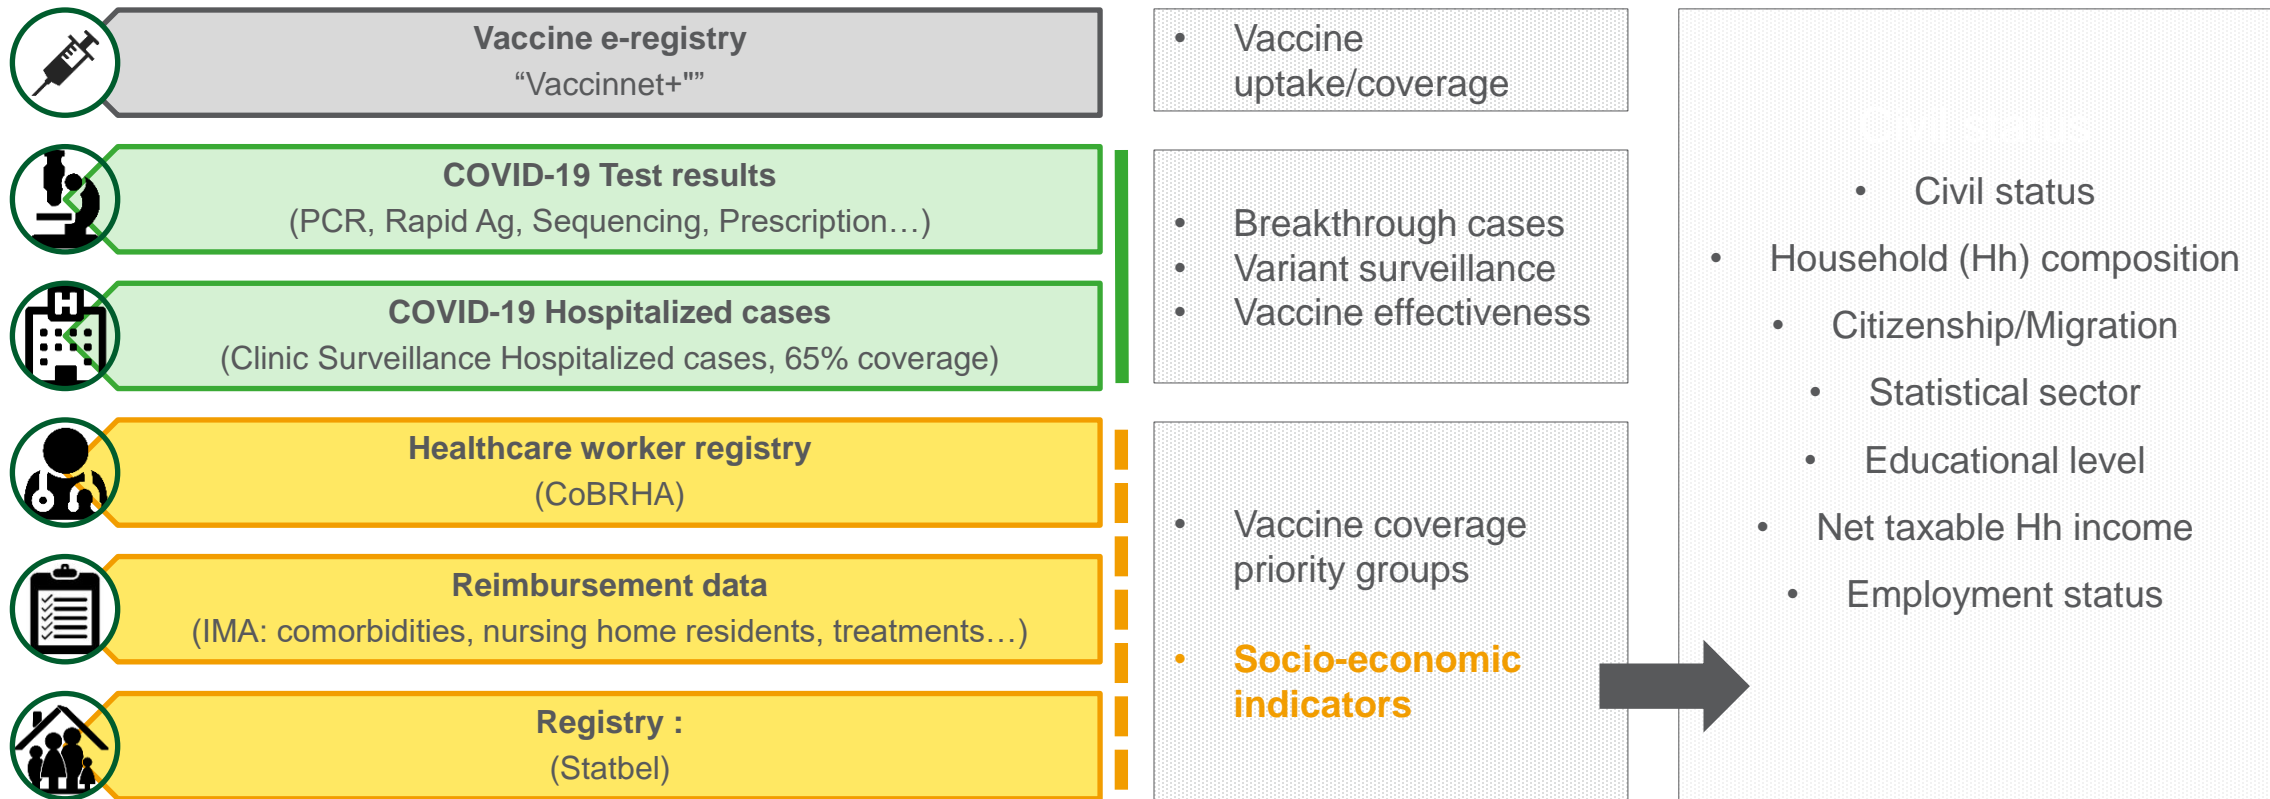 Vaccine e-registry
“Vaccinnet+"”
COVID-19 Test results
(PCR, Rapid Ag, Sequencing, Prescription…)
COVID-19 Hospitalized cases
(Clinic Surveillance Hospitalized cases, 65% coverage)
Healthcare worker registry
(CoBRHA)
Reimbursement data
(IMA: comorbidities, nursing home residents, treatments…)
Registry :
(Statbel)
• Vaccine
uptake/coverage
• Breakthrough cases
• Variant surveillance
• Vaccine effectiveness
• Vaccine coverage
priority groups
• Socio-economic
indicators
• Civil status
• Household (Hh) composition
• Citizenship/Migration
• Statistical sector
• Educational level
• Net taxable Hh income
• Employment status